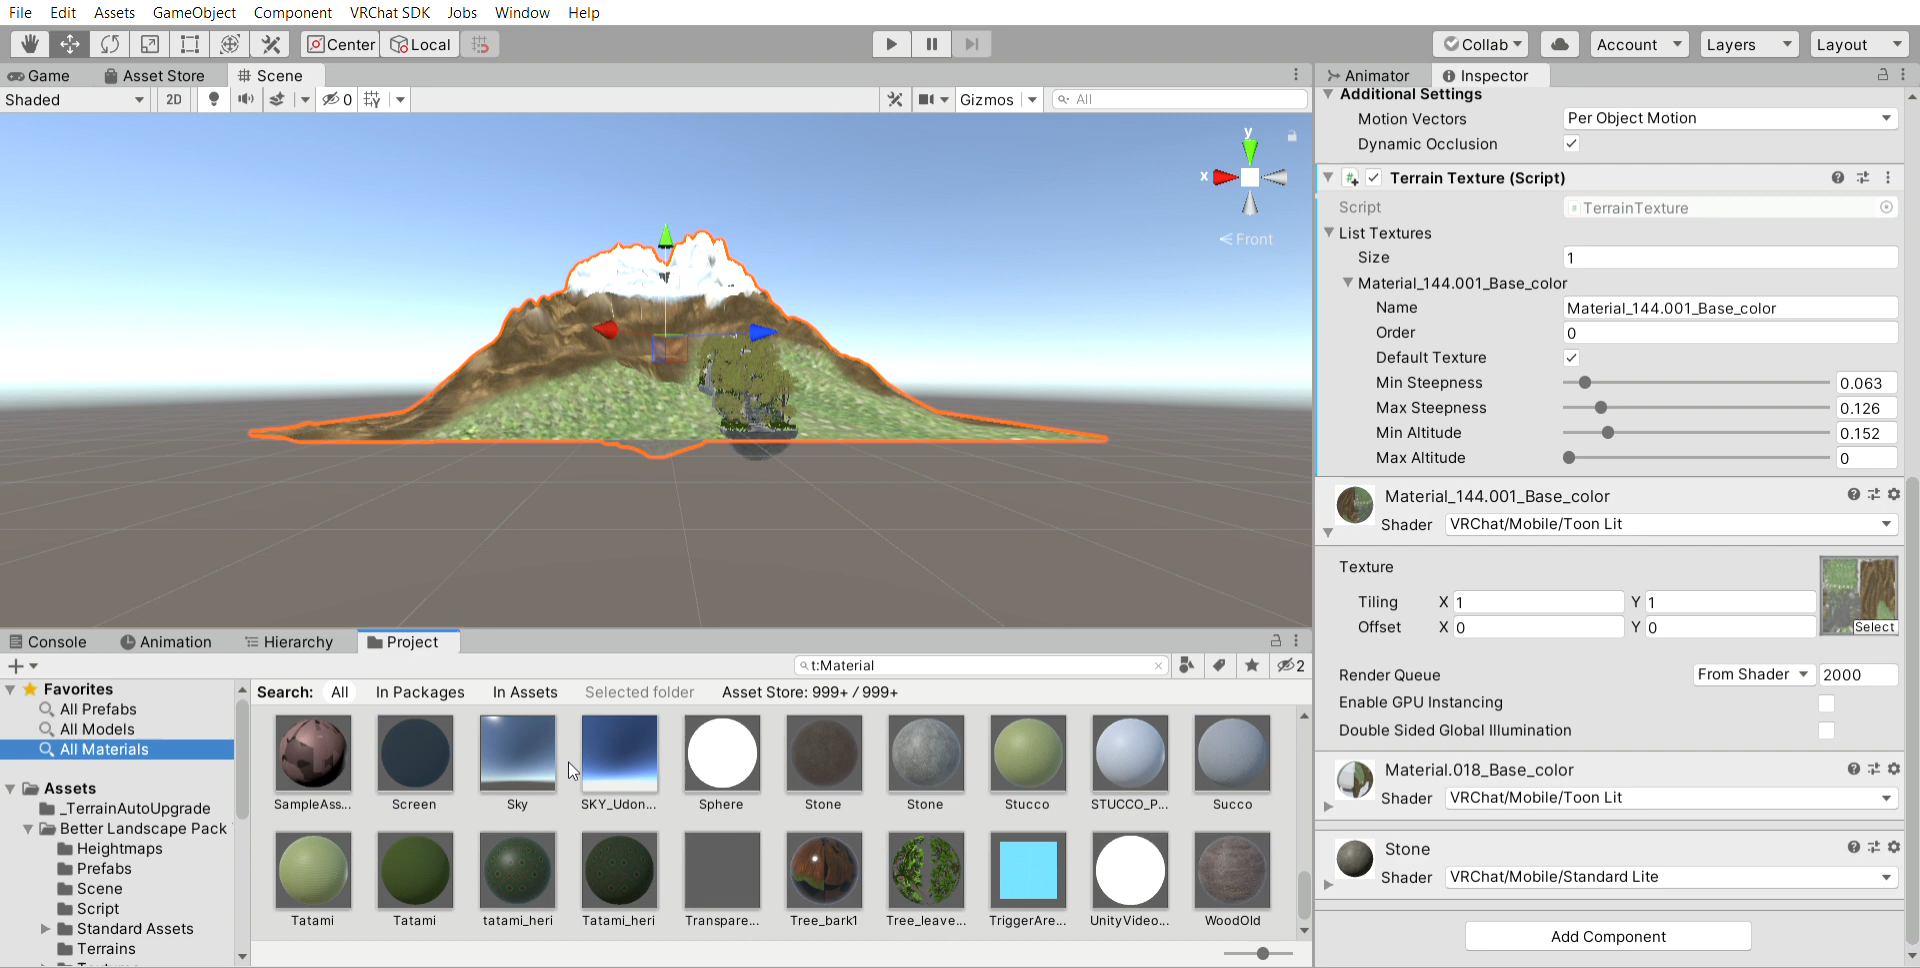 File Edit Assets GameObject Component VRChat SDK Jobs Window Help
Center Local Collab Account Layers Layout
Game Asset Store Scene
Shaded 2D 0 Gizmos All
y
x
Front
Console Animation Hierarchy Project
t:Material 2
Favorites
All Prefabs
All Models
All Materials
Assets
_TerrainAutoUpgrade
Better Landscape Pack
Heightmaps
Prefabs
Scene
Script
Standard Assets
Terrains
Search: All In Packages In Assets Selected folder Asset Store: 999+ / 999+
SampleAss... Screen Sky SKY_Udon... Sphere Stone Stone Stucco STUCCO_P... Succo
Tatami Tatami tatami_heri Tatami_heri Transpare... Tree_bark1 Tree_leave... TriggerAre... UnityVideo... WoodOld
Animator Inspector
Additional Settings
Motion Vectors Per Object Motion
Dynamic Occlusion
Terrain Texture (Script)
Script TerrainTexture
List Textures
Size 1
Material_144.001_Base_color
Name Material_144.001_Base_color
Order 0
Default Texture
Min Steepness 0.063
Max Steepness 0.126
Min Altitude 0.152
Max Altitude 0
Material_144.001_Base_color
Shader VRChat/Mobile/Toon Lit
Texture
Tiling X 1 Y 1
Offset X 0 Y 0
Select
Render Queue From Shader 2000
Enable GPU Instancing
Double Sided Global Illumination
Material.018_Base_color
Shader VRChat/Mobile/Toon Lit
Stone
Shader VRChat/Mobile/Standard Lite
Add Component